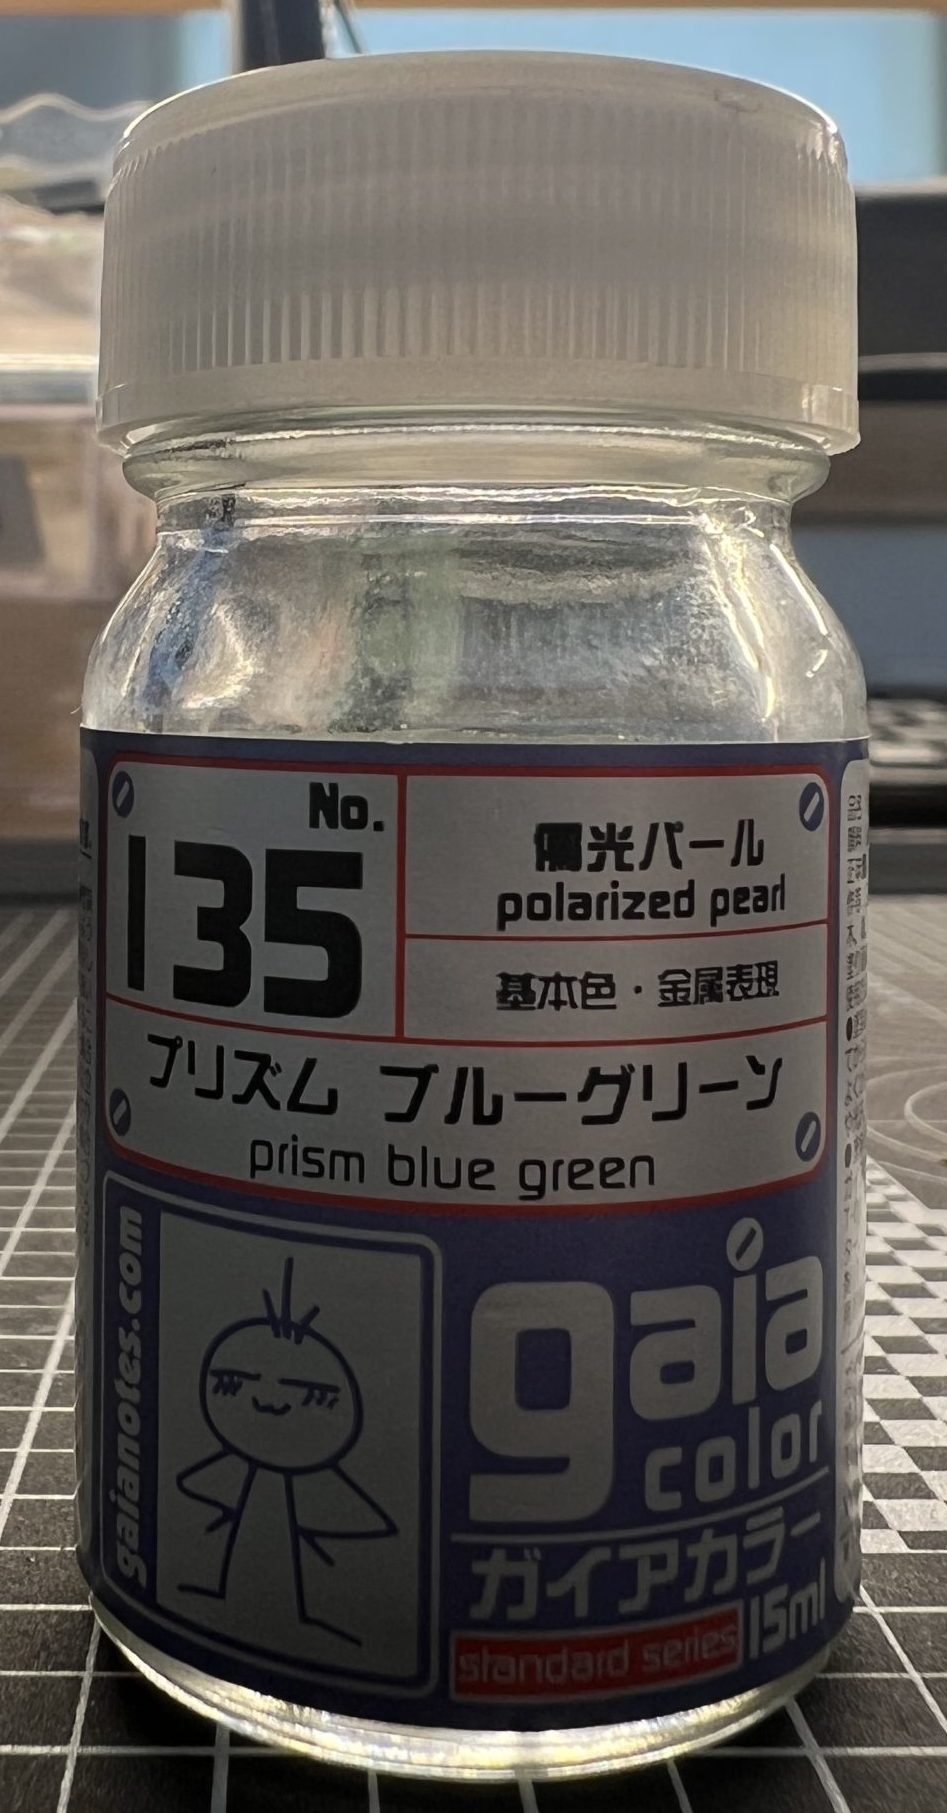 No.
135
偏光パール
polarized pearl
基本色・金属表現
プリズム ブルーグリーン
prism blue green
gaianotes.com
gaia
color
ガイアカラー
standard series
15ml